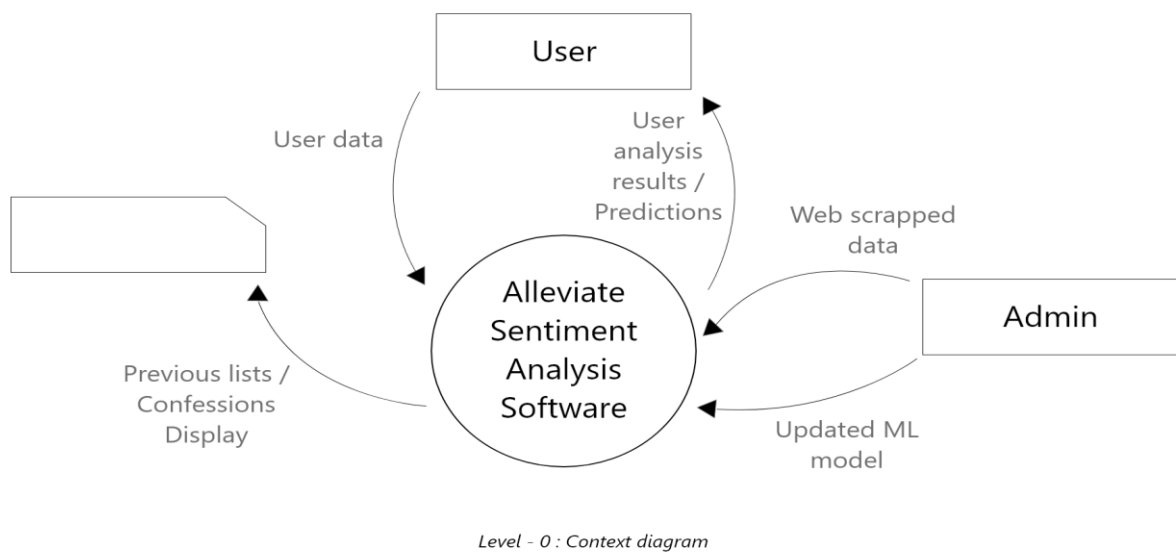 User
User data
User
analysis
results /
Predictions
Web scrapped
data
Alleviate
Sentiment
Analysis
Software
Admin
Previous lists /
Confessions
Display
Updated ML
model
Level - 0 : Context diagram